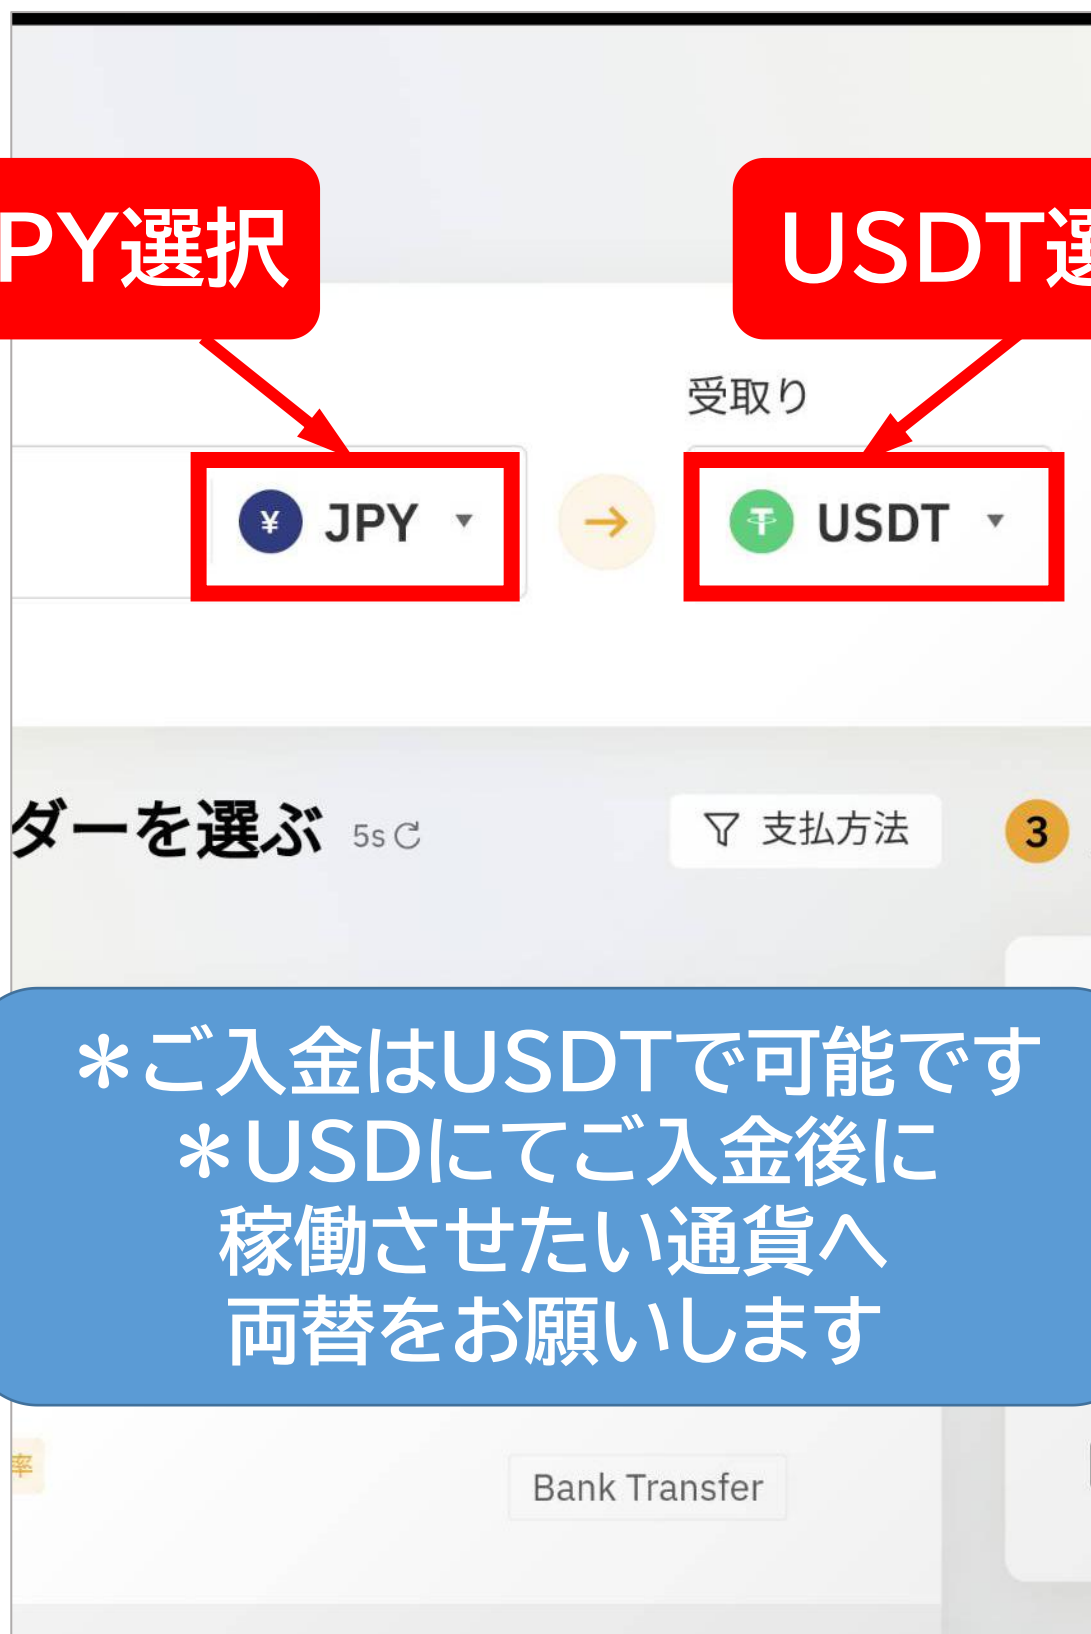 PY選択
USDT選
受取り
¥ JPY
USDT
ダーを選ぶ 5s
支払方法
3
＊ご入金はUSDTで可能です
＊USDにてご入金後に
稼働させたい通貨へ
両替をお願いします
率
Bank Transfer